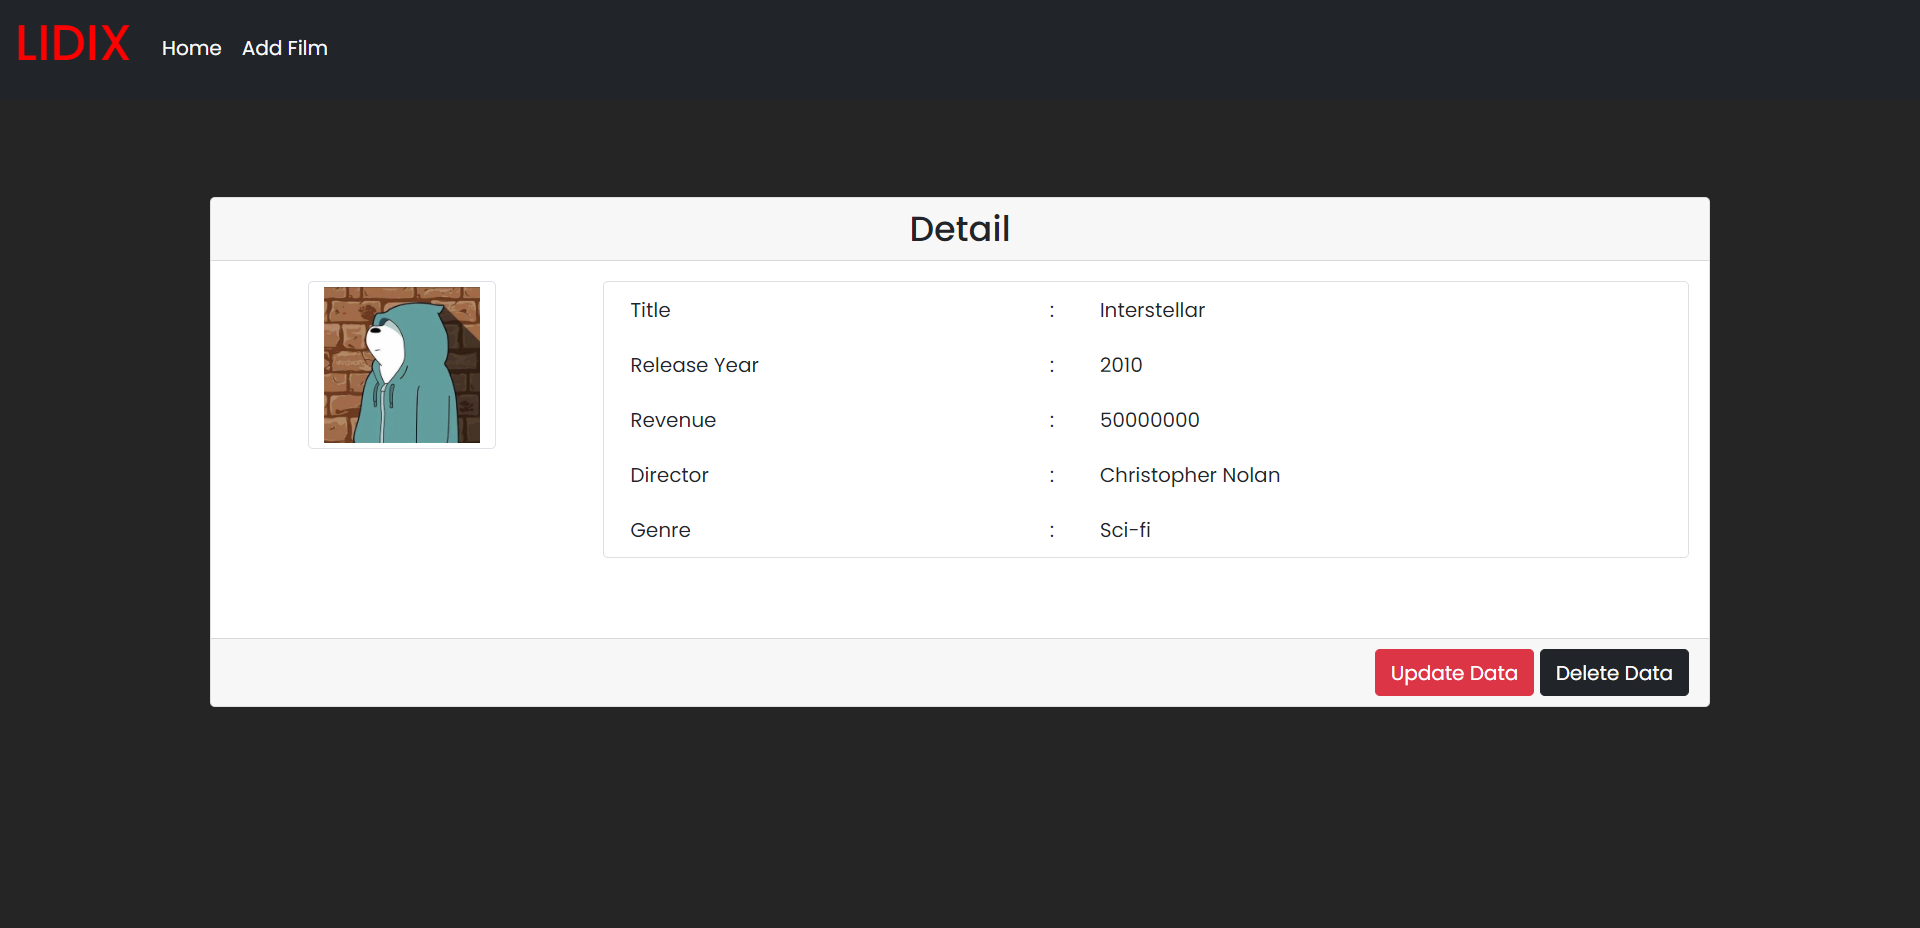 LIDIX Home Add Film
Detail
Title : Interstellar
Release Year : 2010
Revenue : 50000000
Director : Christopher Nolan
Genre : Sci-fi
Update Data Delete Data